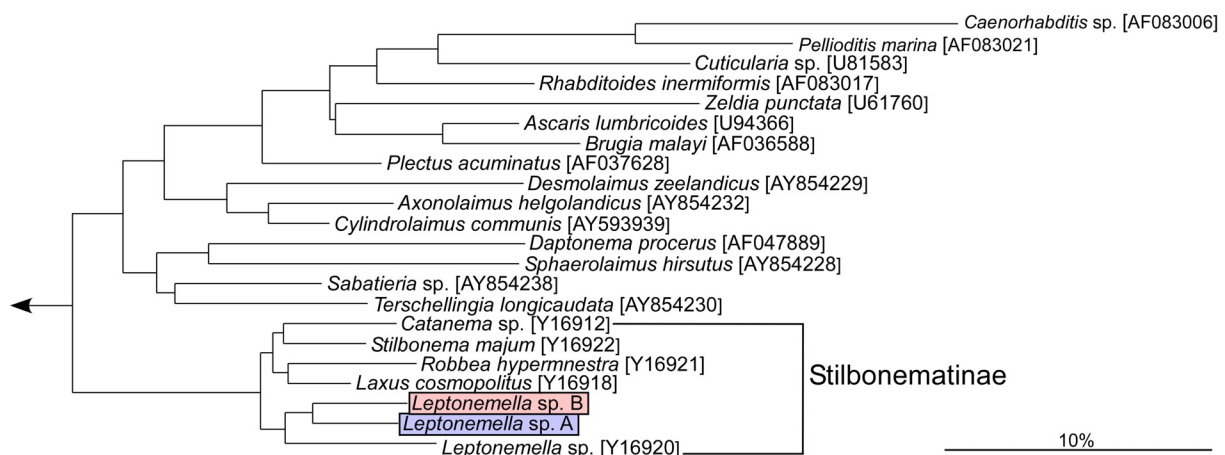 Caenorhabditis sp. [AF083006]
Pellioditis marina [AF083021]
Cuticularia sp. [U81583]
Rhabditoides inermiformis [AF083017]
Zeldia punctata [U61760]
Ascaris lumbricoides [U94366]
Brugia malayi [AF036588]
Plectus acuminatus [AF037628]
Desmolaimus zeelandicus [AY854229]
Axonolaimus helgolandicus [AY854232]
Cylindrolaimus communis [AY593939]
Daptonema procerus [AF047889]
Sphaerolaimus hirsutus [AY854228]
Sabatieria sp. [AY854238]
Terschellingia longicaudata [AY854230]
Catanema sp. [Y16912]
Stilbonema majum [Y16922]
Robbea hypermnestra [Y16921]
Laxus cosmopolitus [Y16918]
Stilbonematinae
Leptonemella sp. B
Leptonemella sp. A
Leptonemella sp. [Y16920]
10%